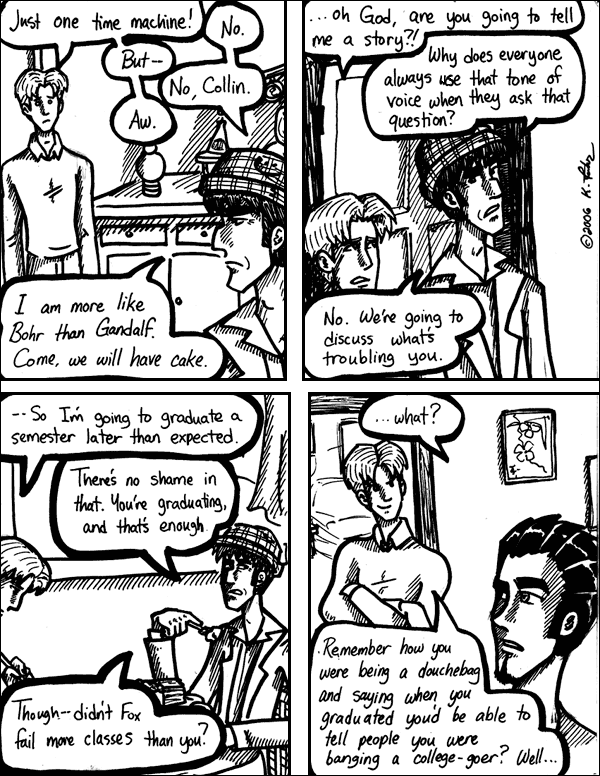 Just one time machine!
No.
But--
No, Collin.
Aw.
I am more like
Bohr than Gandalf.
Come, we will have cake.
...oh God, are you going to tell
me a story?!
Why does everyone
always use that tone of
voice when they ask that
question?
No. We're going to
discuss what's
troubling you.
©2006 K.
--So I'm going to graduate a
semester later than expected.
There's no shame in
that. You're graduating,
and that's enough.
Though--didn't Fox
fail more classes than you?
...what?
Remember how you
were being a douchebag
and saying when you
graduated you'd be able to
tell people you were
banging a college-goer? Well...